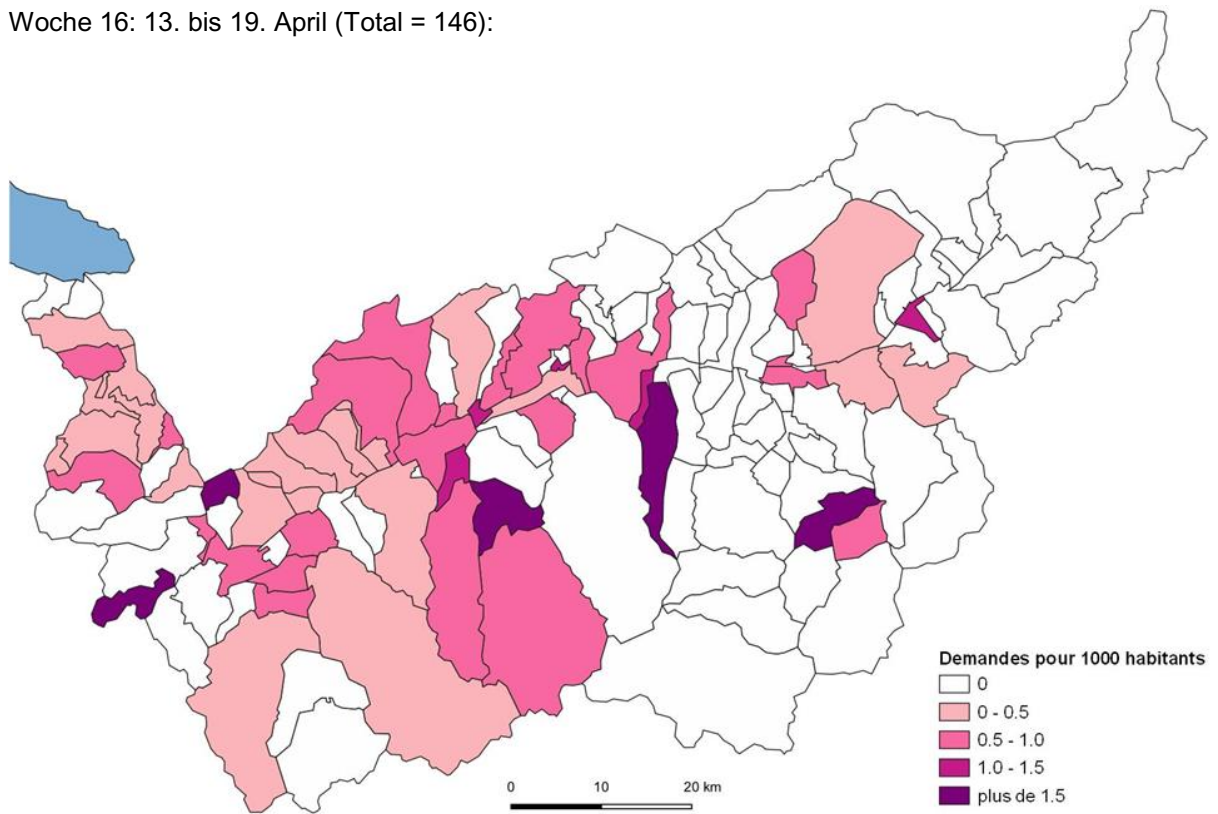 Woche 16: 13. bis 19. April (Total = 146):
Demandes pour 1000 habitants
0
0 - 0.5
0.5 - 1.0
1.0 - 1.5
plus de 1.5
0 10 20 km